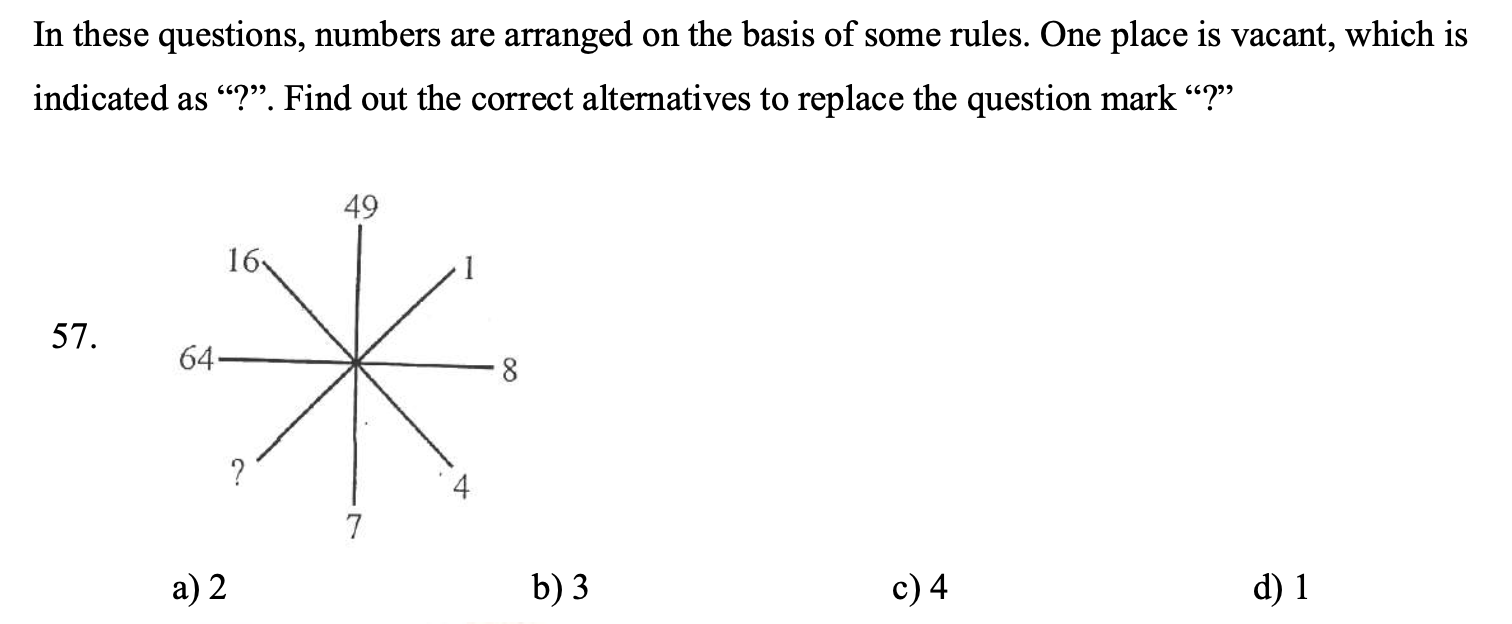 In these questions, numbers are arranged on the basis of some rules. One place is vacant, which is
indicated as “?”. Find out the correct alternatives to replace the question mark “?”
49
16 1
57.
64 8
? 4
7
a) 2 b) 3 c) 4 d) 1